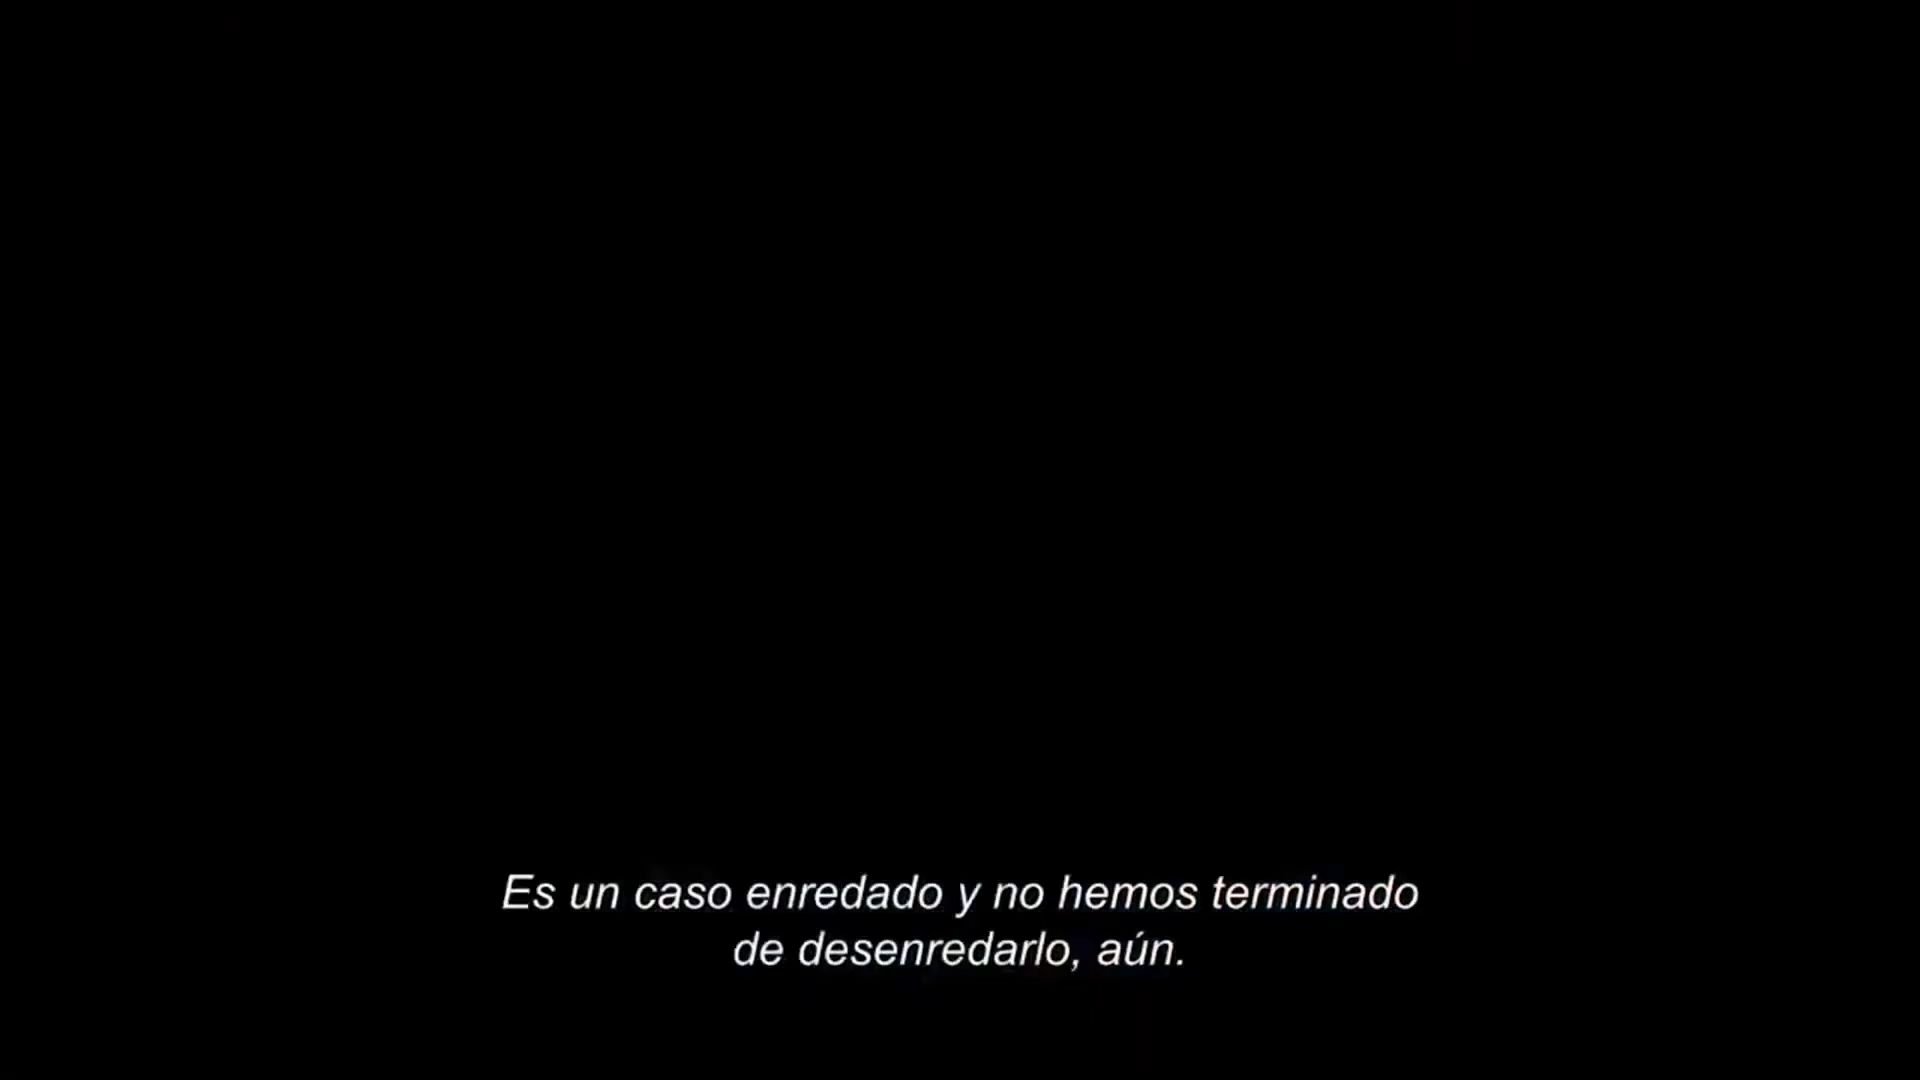 Es un caso enredado y no hemos terminado
de desenredarlo, aún.